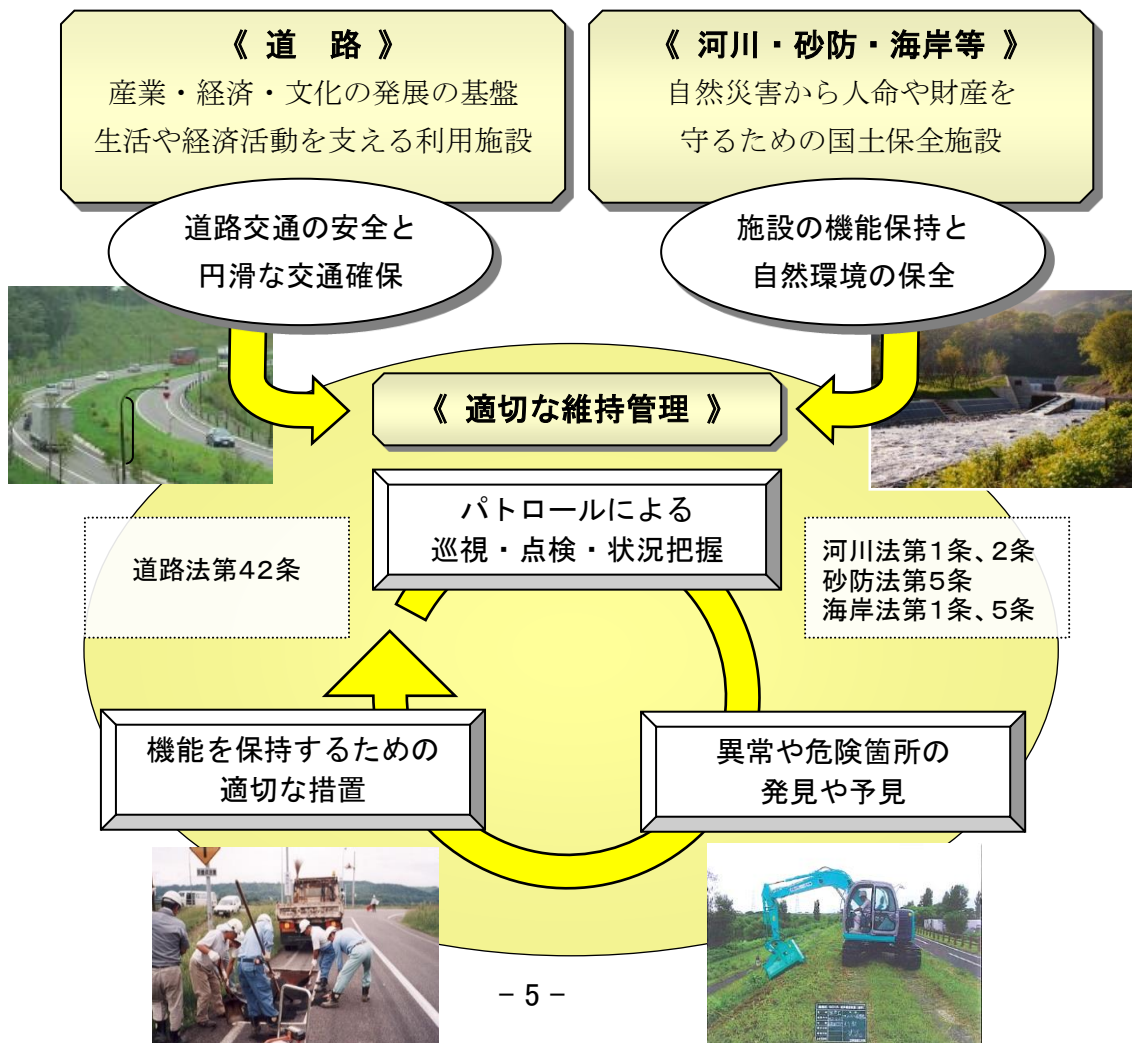 《 道　路 》
産業・経済・文化の発展の基盤
生活や経済活動を支える利用施設
道路交通の安全と
円滑な交通確保
《 河川・砂防・海岸等 》
自然災害から人命や財産を
守るための国土保全施設
施設の機能保持と
自然環境の保全
《 適切な維持管理 》
パトロールによる
巡視・点検・状況把握
道路法第42条
河川法第1条、2条
砂防法第5条
海岸法第1条、5条
機能を保持するための
適切な措置
異常や危険箇所の
発見や予見
－５－